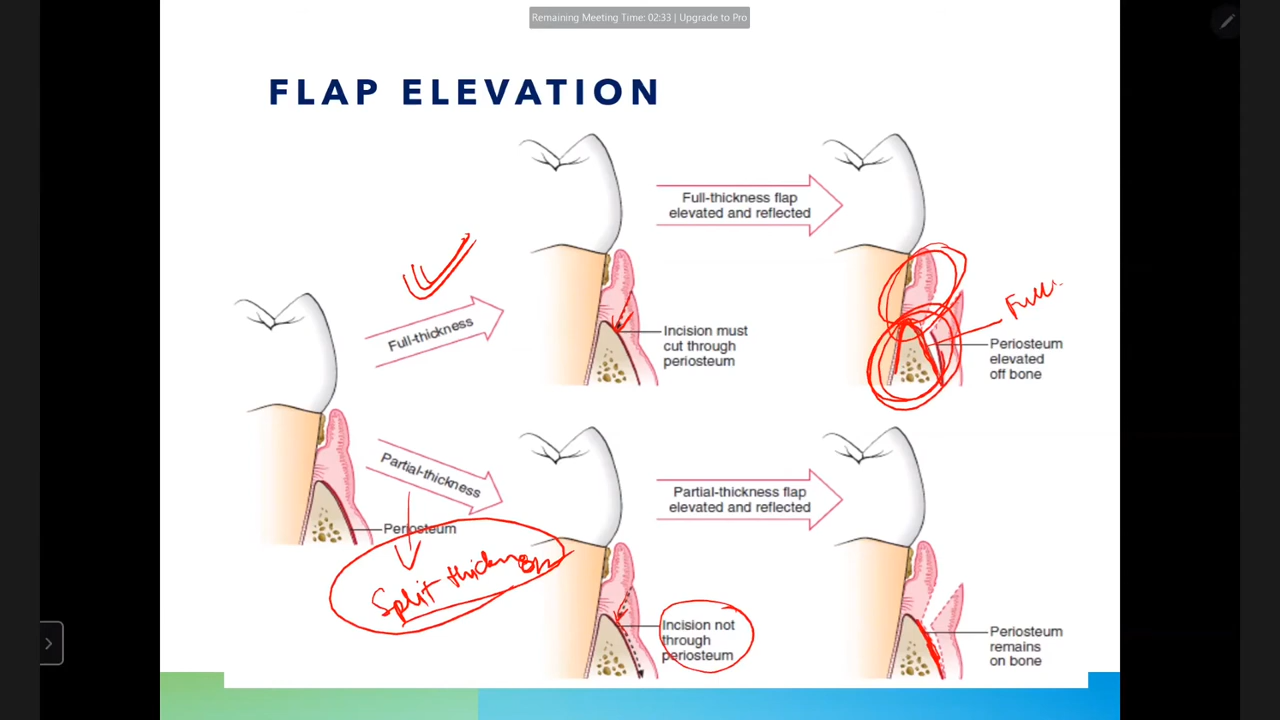 Remaining Meeting Time: 02:33 | Upgrade to Pro
FLAP ELEVATION
Full-thickness flap
elevated and reflected
Full-thickness
Incision must
cut through
periosteum
Full
Periosteum
elevated
off bone
Partial-thickness
Periosteum
Split thickness
Partial-thickness flap
elevated and reflected
Incision not
through
periosteum
Periosteum
remains
on bone